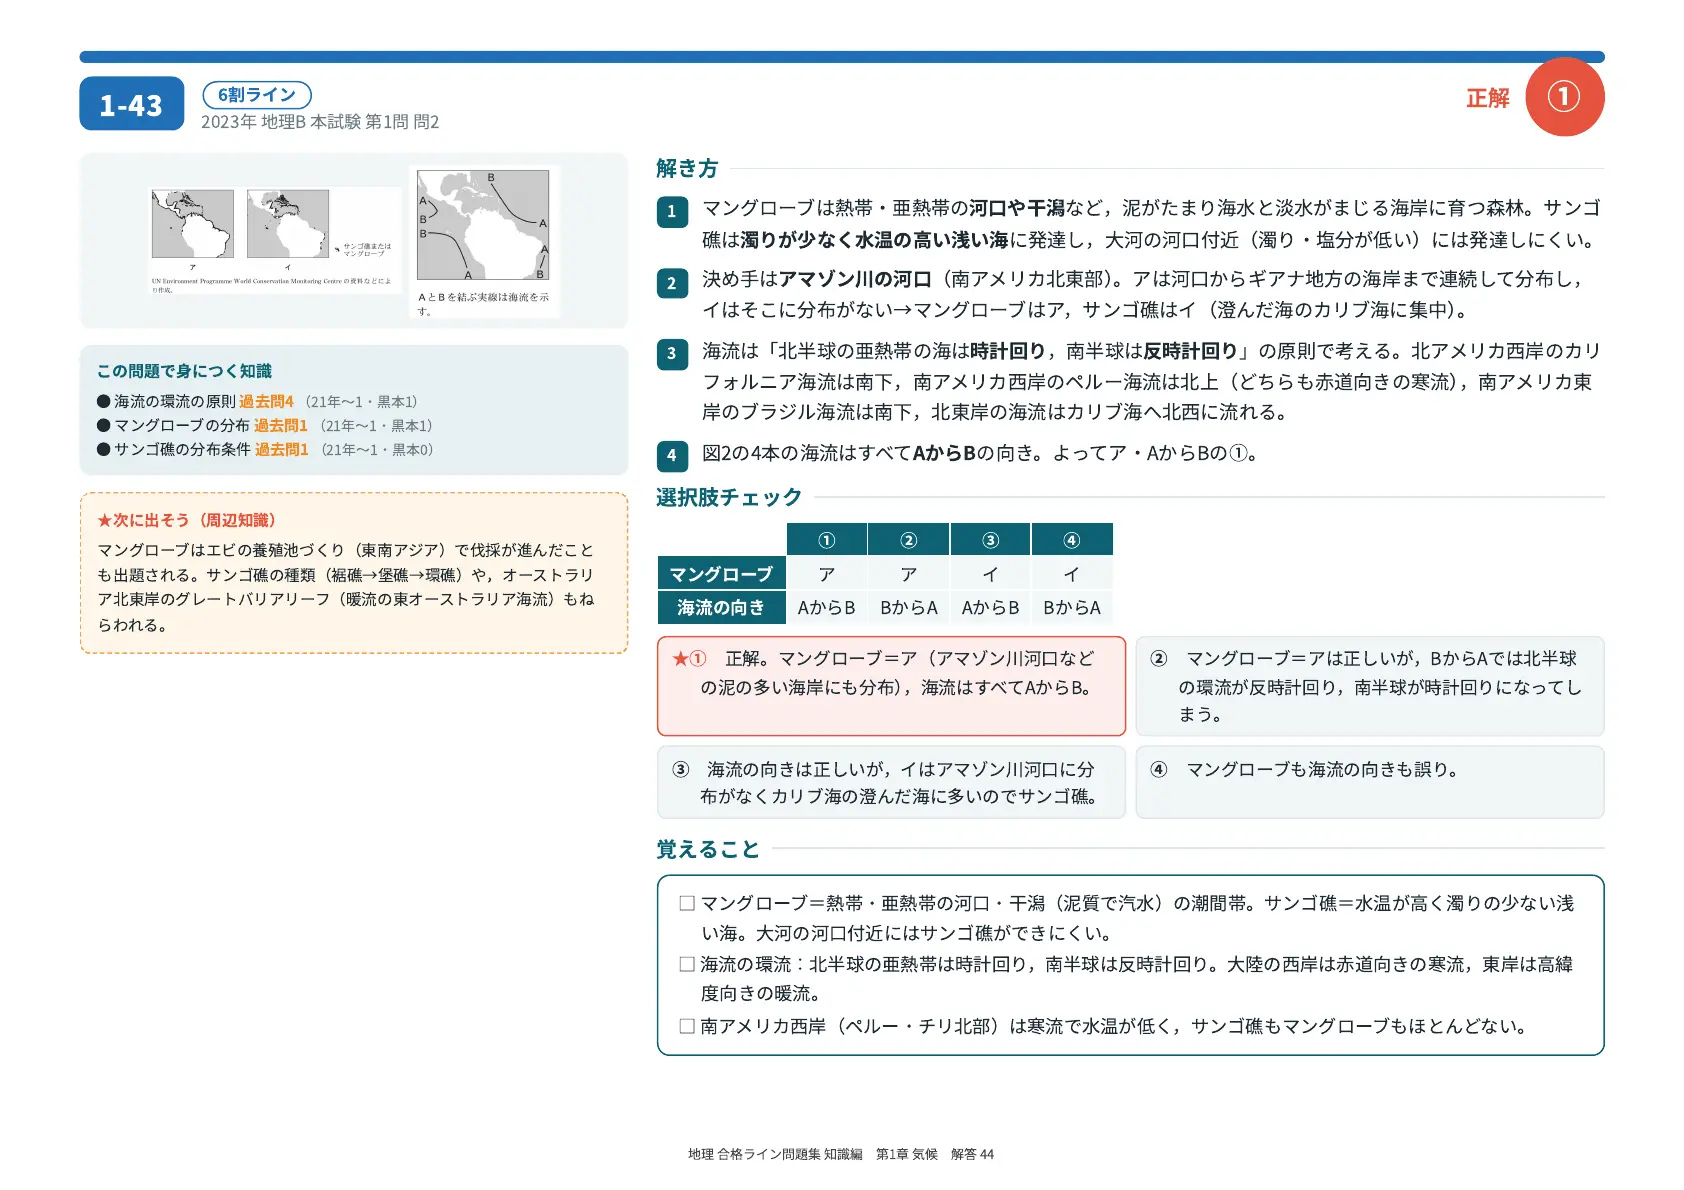 1-43
6割ライン
2023年 地理B 本試験 第1問 問2
正解 ①
ア
イ
サンゴ礁または
マングローブ
UN Environment Programme World Conservation Monitoring Centre の資料などによ
り作成。
B
A
B
B
A
A
A
B
AとBを結ぶ実線は海流を示
す。
この問題で身につく知識
● 海流の環流の原則 過去問4 （21年～1・黒本1）
● マングローブの分布 過去問1 （21年～1・黒本1）
● サンゴ礁の分布条件 過去問1 （21年～1・黒本0）
★次に出そう（周辺知識）
マングローブはエビの養殖池づくり（東南アジア）で伐採が進んだこと
も出題される。サンゴ礁の種類（裾礁→堡礁→環礁）や，オーストラリ
ア北東岸のグレートバリアリーフ（暖流の東オーストラリア海流）もね
らわれる。
解き方
1 マングローブは熱帯・亜熱帯の河口や干潟など，泥がたまり海水と淡水がまじる海岸に育つ森林。サンゴ
礁は濁りが少なく水温の高い浅い海に発達し，大河の河口付近（濁り・塩分が低い）には発達しにくい。
2 決め手はアマゾン川の河口（南アメリカ北東部）。アは河口からギアナ地方の海岸まで連続して分布し，
イはそこに分布がない→マングローブはア，サンゴ礁はイ（澄んだ海のカリブ海に集中）。
3 海流は「北半球の亜熱帯の海は時計回り，南半球は反時計回り」の原則で考える。北アメリカ西岸のカリ
フォルニア海流は南下，南アメリカ西岸のペルー海流は北上（どちらも赤道向きの寒流），南アメリカ東
岸のブラジル海流は南下，北東岸の海流はカリブ海へ北西に流れる。
4 図2の4本の海流はすべてAからBの向き。よってア・AからBの①。
選択肢チェック
① ② ③ ④
マングローブ ア ア イ イ
海流の向き AからB BからA AからB BからA
★① 正解。マングローブ＝ア（アマゾン川河口など
の泥の多い海岸にも分布），海流はすべてAからB。
② マングローブ＝アは正しいが，BからAでは北半球
の環流が反時計回り，南半球が時計回りになってし
まう。
③ 海流の向きは正しいが，イはアマゾン川河口に分
布がなくカリブ海の澄んだ海に多いのでサンゴ礁。
④ マングローブも海流の向きも誤り。
覚えること
□ マングローブ＝熱帯・亜熱帯の河口・干潟（泥質で汽水）の潮間帯。サンゴ礁＝水温が高く濁りの少ない浅
い海。大河の河口付近にはサンゴ礁ができにくい。
□ 海流の環流：北半球の亜熱帯は時計回り，南半球は反時計回り。大陸の西岸は赤道向きの寒流，東岸は高緯
度向きの暖流。
□ 南アメリカ西岸（ペルー・チリ北部）は寒流で水温が低く，サンゴ礁もマングローブもほとんどない。
地理 合格ライン問題集 知識編 第1章 気候 解答 44